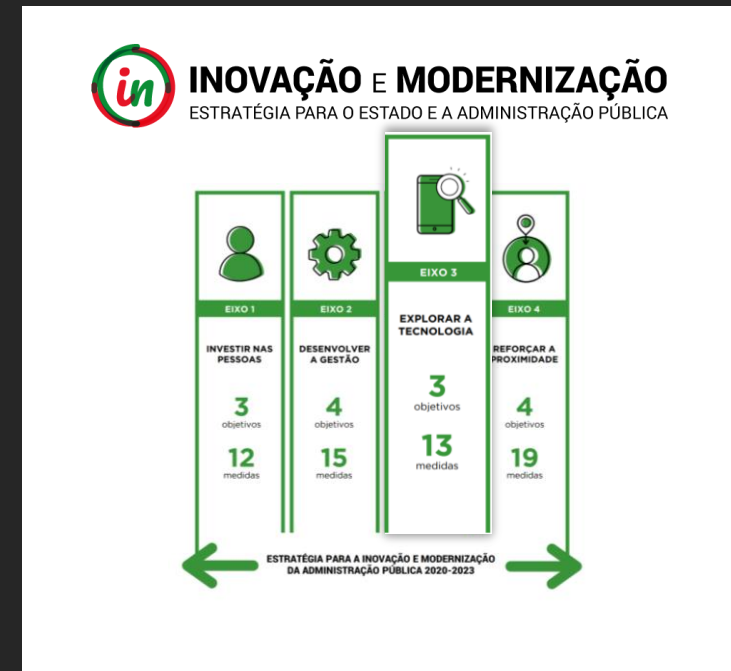 in
INOVAÇÃO E MODERNIZAÇÃO
ESTRATÉGIA PARA O ESTADO E A ADMINISTRAÇÃO PÚBLICA
EIXO 1
INVESTIR NAS
PESSOAS
3
objetivos
12
medidas
EIXO 2
DESENVOLVER
A GESTÃO
4
objetivos
15
medidas
EIXO 3
EXPLORAR A
TECNOLOGIA
3
objetivos
13
medidas
EIXO 4
REFORÇAR A
PROXIMIDADE
4
objetivos
19
medidas
ESTRATÉGIA PARA A INOVAÇÃO E MODERNIZAÇÃO
DA ADMINISTRAÇÃO PÚBLICA 2020-2023